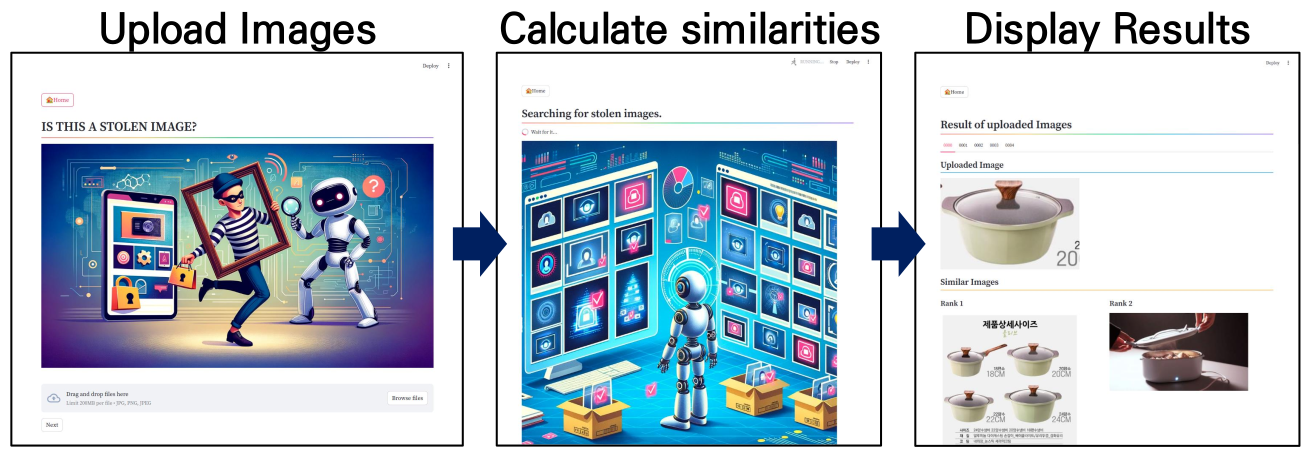 Upload Images
Calculate similarities
Display Results
Deploy
Home
IS THIS A STOLEN IMAGE?
?
Drag and drop files here
Limit 200MB per file • JPG, PNG, JPEG
Browse files
Next
Stop Deploy
Home
Searching for stolen images.
Wait for it...
Deploy
Home
Result of uploaded Images
0000 0001 0002 0003 0004
Uploaded Image
20
Similar Images
Rank 1
Rank 2
제품상세사이즈
18CM
20CM
22CM
24CM